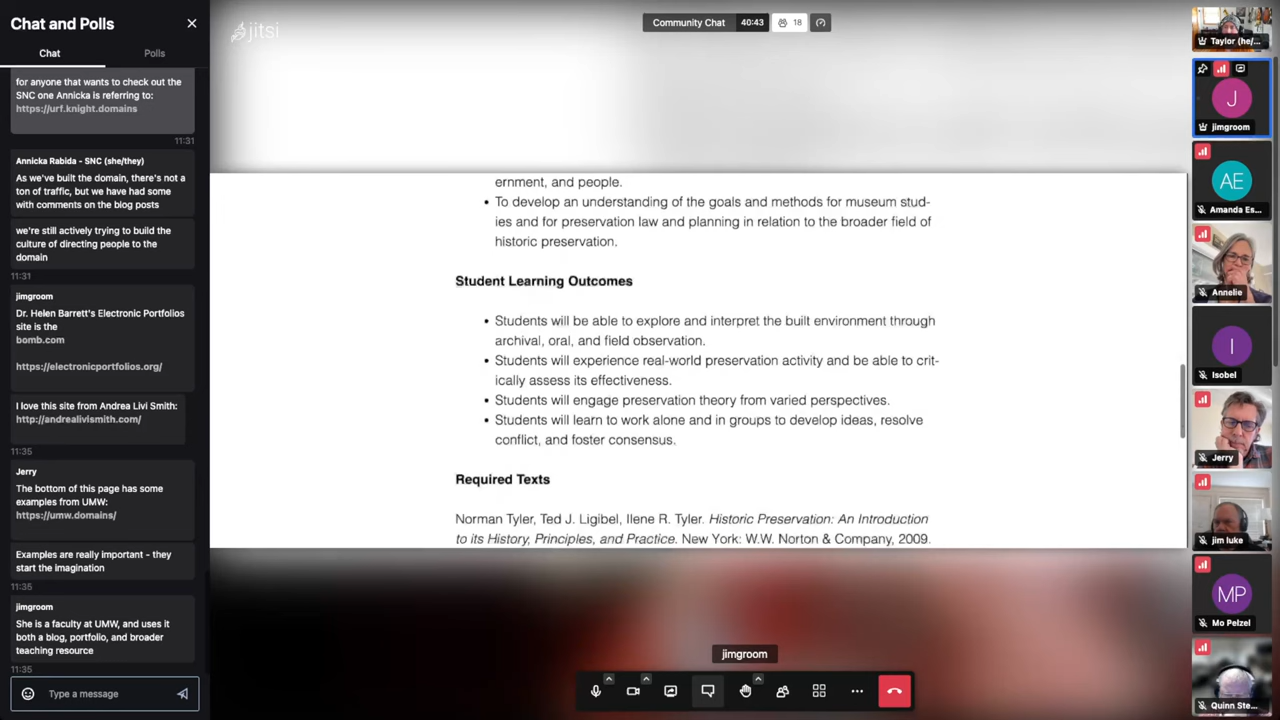 Chat and Polls
Chat
Polls
for anyone that wants to check out the
SNC one Annicka is referring to:
https://urf.knight.domains
11:31
Annicka Rabida - SNC (she/they)
As we've built the domain, there's not a
ton of traffic, but we have had some
with comments on the blog posts
we're still actively trying to build the
culture of directing people to the
domain
11:31
jimgroom
Dr. Helen Barrett's Electronic Portfolios
site is the
bomb.com
https://electronicportfolios.org/
I love this site from Andrea Livi Smith:
http://andrealivismith.com/
11:35
Jerry
The bottom of this page has some
examples from UMW:
https://umw.domains/
Examples are really important - they
start the imagination
11:35
jimgroom
She is a faculty at UMW, and uses it
both a blog, portfolio, and broader
teaching resource
11:35
Type a message
jitsi
Community Chat
40:43
18
ernment, and people.
• To develop an understanding of the goals and methods for museum stud-
ies and for preservation law and planning in relation to the broader field of
historic preservation.
Student Learning Outcomes
• Students will be able to explore and interpret the built environment through
archival, oral, and field observation.
• Students will experience real-world preservation activity and be able to crit-
ically assess its effectiveness.
• Students will engage preservation theory from varied perspectives.
• Students will learn to work alone and in groups to develop ideas, resolve
conflict, and foster consensus.
Required Texts
Norman Tyler, Ted J. Ligibel, Ilene R. Tyler. Historic Preservation: An Introduction
to its History, Principles, and Practice. New York: W.W. Norton & Company, 2009.
jimgroom
Taylor (he/...
J
jimgroom
AE
Amanda Es...
Annelie
I
Isobel
Jerry
jim luke
MP
Mo Pelzel
Quinn Ste...